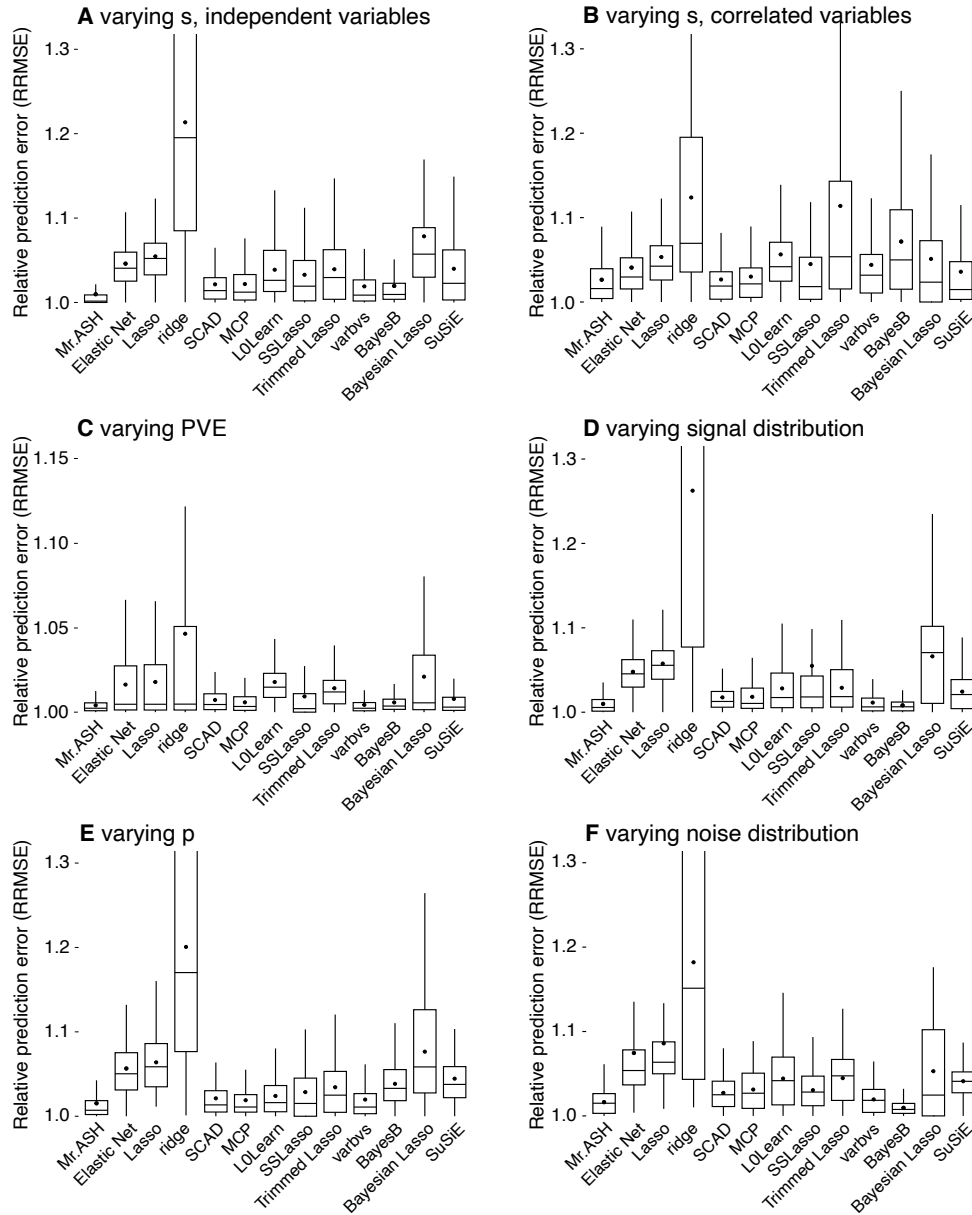 A varying s, independent variables
Relative prediction error (RRMSE)
1.3
1.2
1.1
1.0
Mr.ASH
Elastic Net
Lasso
ridge
SCAD
MCP
L0Learn
SSLasso
Trimmed Lasso
varbvs
BayesB
Bayesian Lasso
SuSiE
B varying s, correlated variables
Relative prediction error (RRMSE)
1.3
1.2
1.1
1.0
Mr.ASH
Elastic Net
Lasso
ridge
SCAD
MCP
L0Learn
SSLasso
Trimmed Lasso
varbvs
BayesB
Bayesian Lasso
SuSiE
C varying PVE
Relative prediction error (RRMSE)
1.15
1.10
1.05
1.00
Mr.ASH
Elastic Net
Lasso
ridge
SCAD
MCP
L0Learn
SSLasso
Trimmed Lasso
varbvs
BayesB
Bayesian Lasso
SuSiE
D varying signal distribution
Relative prediction error (RRMSE)
1.3
1.2
1.1
1.0
Mr.ASH
Elastic Net
Lasso
ridge
SCAD
MCP
L0Learn
SSLasso
Trimmed Lasso
varbvs
BayesB
Bayesian Lasso
SuSiE
E varying p
Relative prediction error (RRMSE)
1.3
1.2
1.1
1.0
Mr.ASH
Elastic Net
Lasso
ridge
SCAD
MCP
L0Learn
SSLasso
Trimmed Lasso
varbvs
BayesB
Bayesian Lasso
SuSiE
F varying noise distribution
Relative prediction error (RRMSE)
1.3
1.2
1.1
1.0
Mr.ASH
Elastic Net
Lasso
ridge
SCAD
MCP
L0Learn
SSLasso
Trimmed Lasso
varbvs
BayesB
Bayesian Lasso
SuSiE